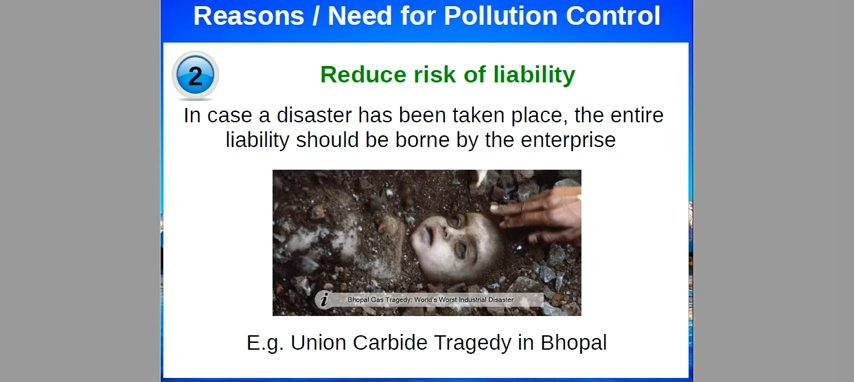 Reasons / Need for Pollution Control
2
Reduce risk of liability
In case a disaster has been taken place, the entire
liability should be borne by the enterprise
i
Bhopal Gas Tragedy: World's Worst Industrial Disaster
E.g. Union Carbide Tragedy in Bhopal